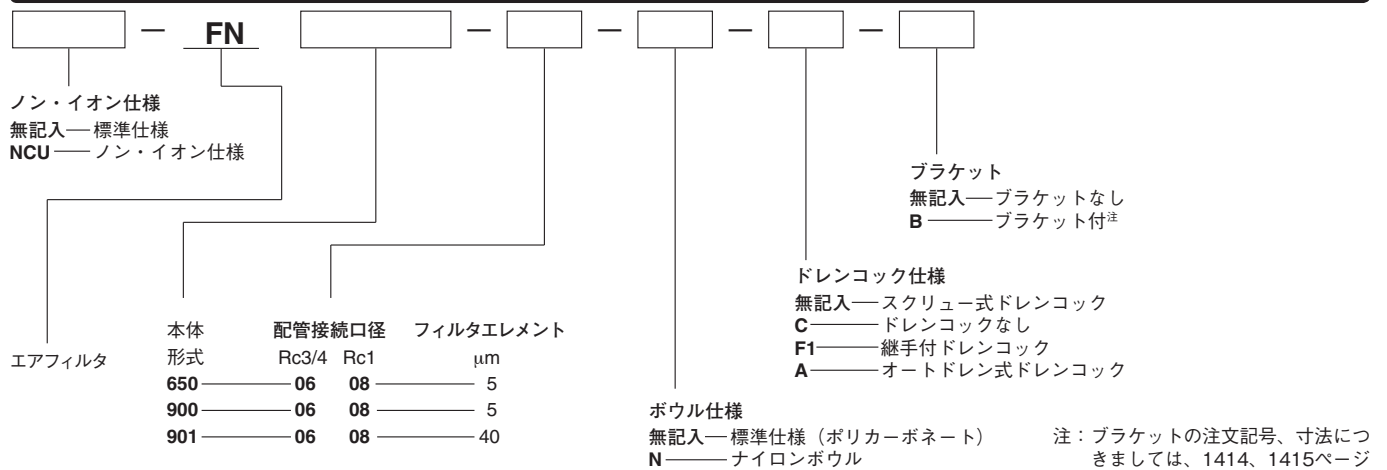 — FN — — — —
ノン・イオン仕様
無記入―標準仕様
NCU―ノン・イオン仕様
エアフィルタ
本体 配管接続口径 フィルタエレメント
形式 Rc3/4 Rc1 μm
650 06 08 5
900 06 08 5
901 06 08 40
ボウル仕様
無記入―標準仕様（ポリカーボネート）
N―ナイロンボウル
ドレンコック仕様
無記入―スクリュー式ドレンコック
C―ドレンコックなし
F1―継手付ドレンコック
A―オートドレン式ドレンコック
ブラケット
無記入―ブラケットなし
B―ブラケット付注
注：ブラケットの注文記号、寸法につ
きましては、1414、1415ページ